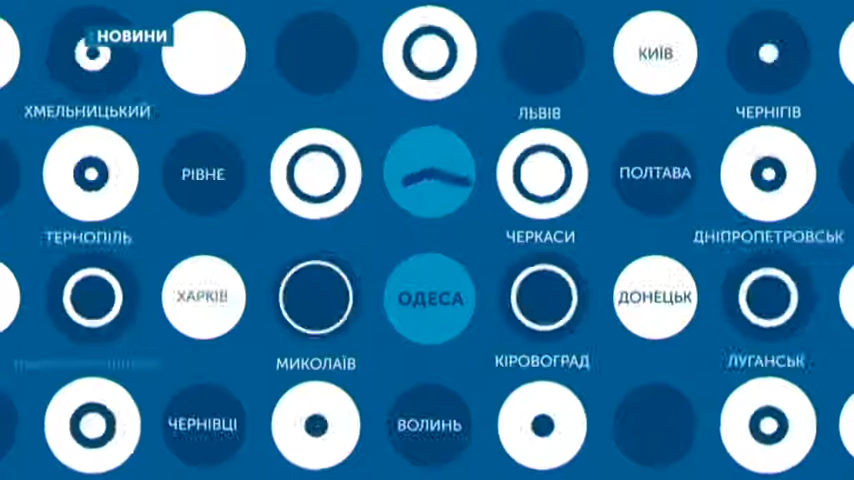 НОВИНИ
КИЇВ
ХМЕЛЬНИЦЬКИЙ
ЛЬВІВ
ЧЕРНІГІВ
РІВНЕ
ПОЛТАВА
ТЕРНОПІЛЬ
ЧЕРКАСИ
ДНІПРОПЕТРОВСЬК
ХАРКІВ
ОДЕСА
ДОНЕЦЬК
МИКОЛАЇВ
КІРОВОГРАД
ЛУГАНСЬК
ЧЕРНІВЦІ
ВОЛИНЬ